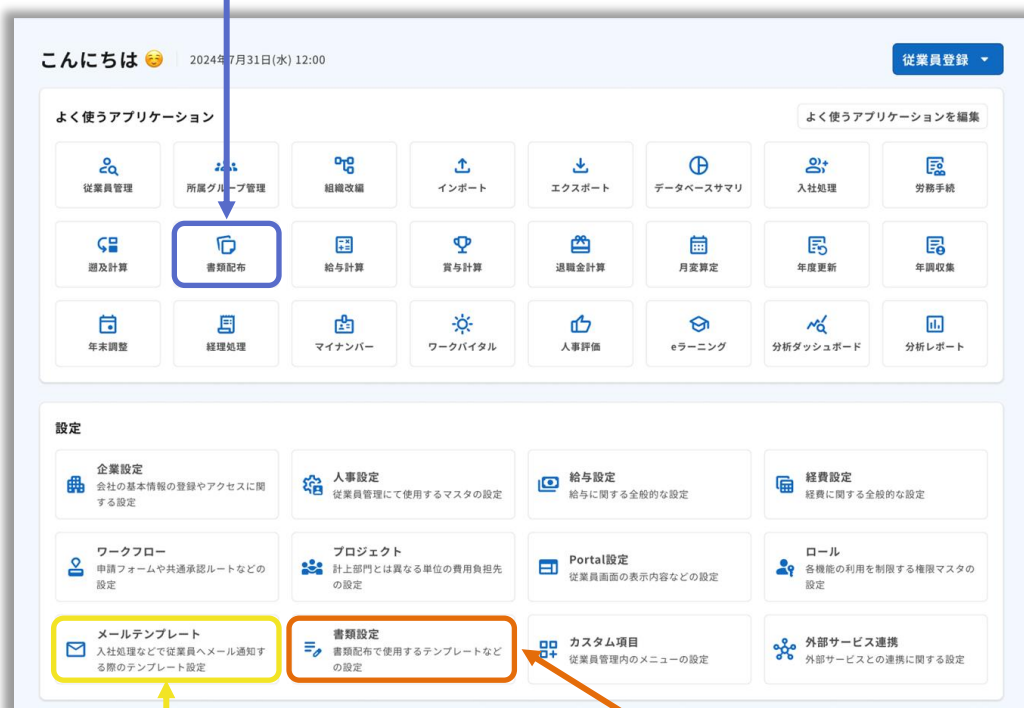 こんにちは 😊 2024年7月31日(水) 12:00
従業員登録
よく使うアプリケーション
よく使うアプリケーションを編集
従業員管理
所属グループ管理
組織改編
インポート
エクスポート
データベースサマリ
入社処理
労務手続
遡及計算
書類配布
給与計算
賞与計算
退職金計算
月変算定
年度更新
年調収集
年末調整
経理処理
マイナンバー
ワークバイタル
人事評価
eラーニング
分析ダッシュボード
分析レポート
設定
企業設定
会社の基本情報の登録やアクセスに関
する設定
人事設定
従業員管理にて使用するマスタの設定
給与設定
給与に関する全般的な設定
経費設定
経費に関する全般的な設定
ワークフロー
申請フォームや共通承認ルートなどの
設定
プロジェクト
計上部門とは異なる単位の費用負担先
の設定
Portal設定
従業員画面の表示内容などの設定
ロール
各機能の利用を制限する権限マスタの
設定
メールテンプレート
入社処理などで従業員へメール通知す
る際のテンプレート設定
書類設定
書類配布で使用するテンプレートなど
の設定
カスタム項目
従業員管理内のメニューの設定
外部サービス連携
外部サービスとの連携に関する設定